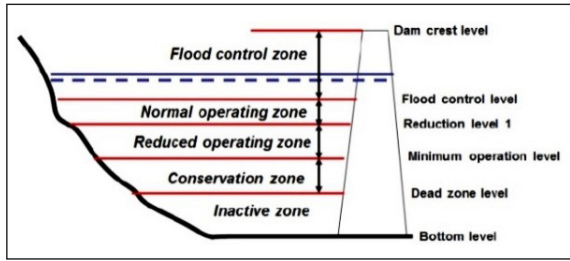 Dam crest level
Flood control zone
Flood control level
Normal operating zone
Reduction level 1
Reduced operating zone
Minimum operation level
Conservation zone
Dead zone level
Inactive zone
Bottom level